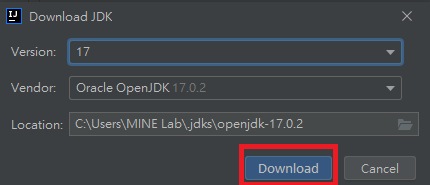 Download JDK
Version: 17
Vendor: Oracle OpenJDK 17.0.2
Location: C:\Users\MINE Lab\.jdks\openjdk-17.0.2
Download Cancel